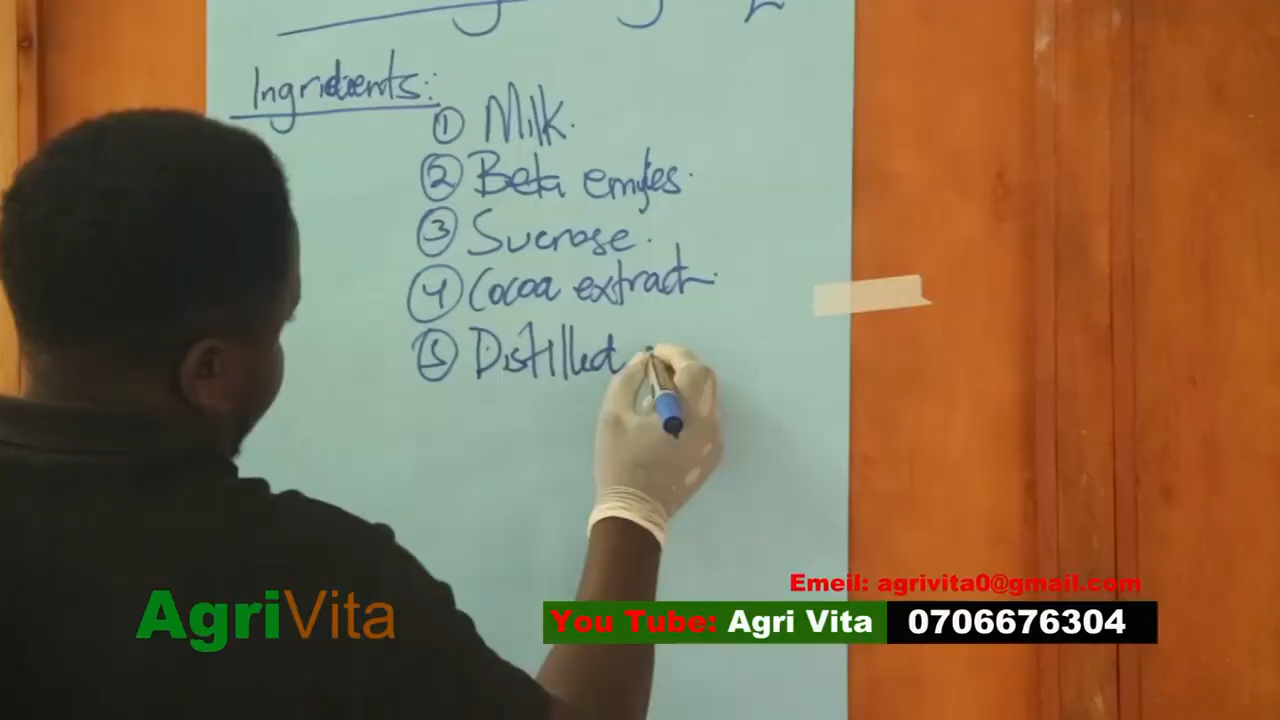 Ingridients:
① Milk.
② Beta emyles.
③ Sucrose.
④ Cocoa extract.
⑤ Distilled
Emeil: agrivita0@gmail.com
AgriVita
You Tube: Agri Vita 0706676304